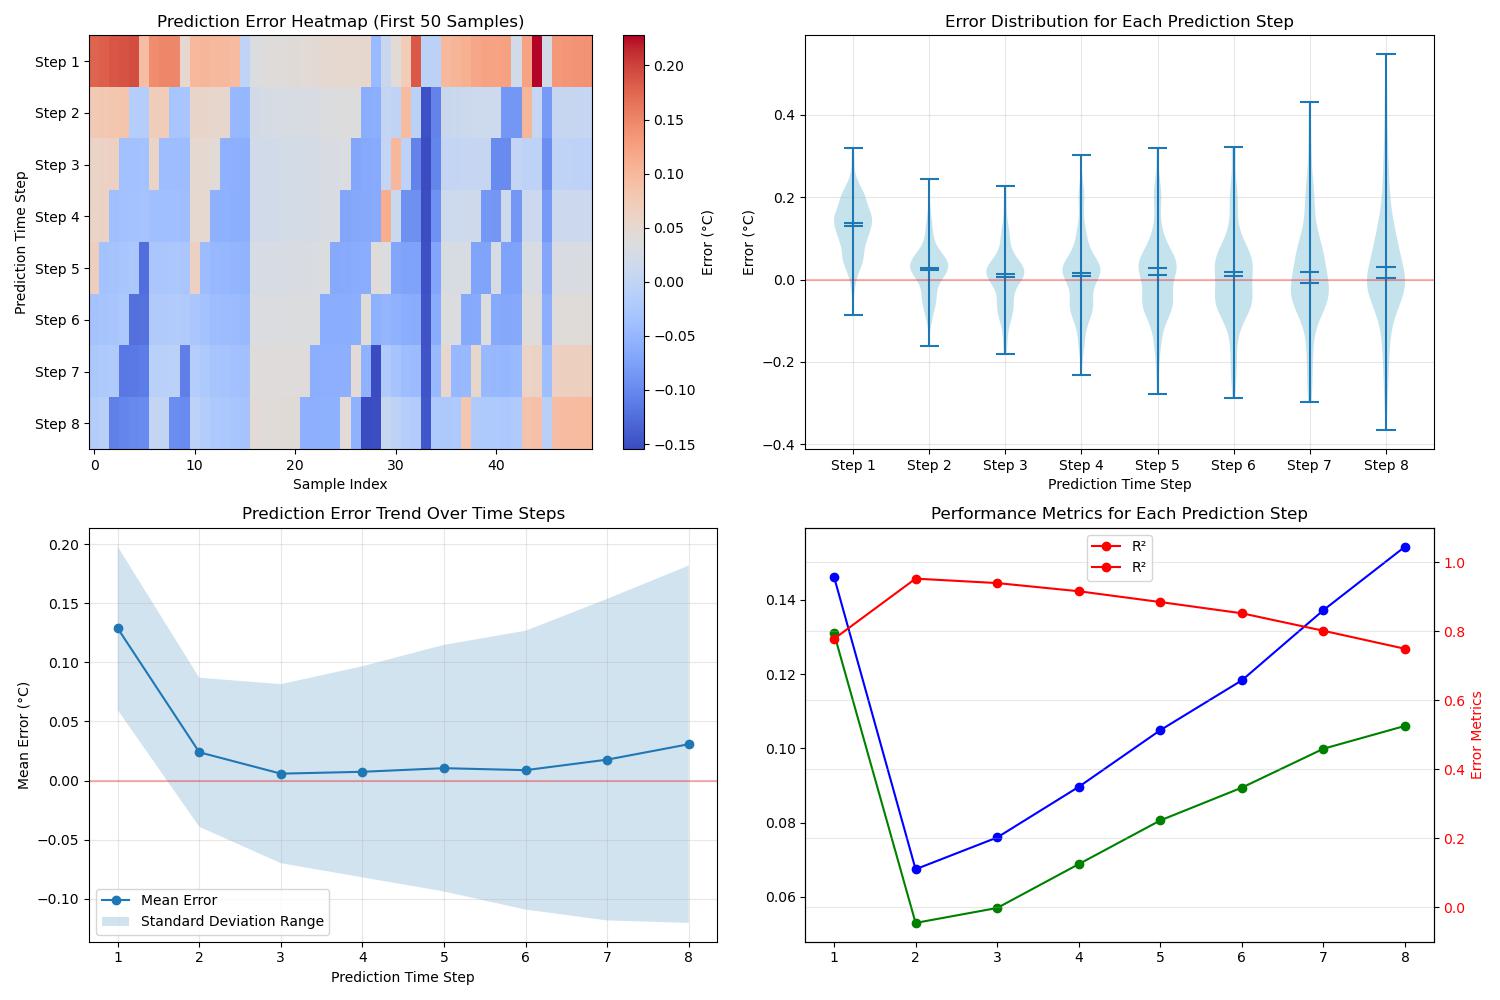 Prediction Error Heatmap (First 50 Samples)
Step 1
Step 2
Step 3
Step 4
Step 5
Step 6
Step 7
Step 8
Prediction Time Step
0 10 20 30 40
Sample Index
0.20
0.15
0.10
0.05
0.00
−0.05
−0.10
−0.15
Error (°C)
Error Distribution for Each Prediction Step
Error (°C)
0.4
0.2
0.0
−0.2
−0.4
Step 1 Step 2 Step 3 Step 4 Step 5 Step 6 Step 7 Step 8
Prediction Time Step
Prediction Error Trend Over Time Steps
Mean Error (°C)
0.20
0.15
0.10
0.05
0.00
−0.05
−0.10
Mean Error
Standard Deviation Range
1 2 3 4 5 6 7 8
Prediction Time Step
Performance Metrics for Each Prediction Step
R²
R²
0.14
0.12
0.10
0.08
0.06
1 2 3 4 5 6 7 8
1.0
0.8
0.6
0.4
0.2
0.0
Error Metrics